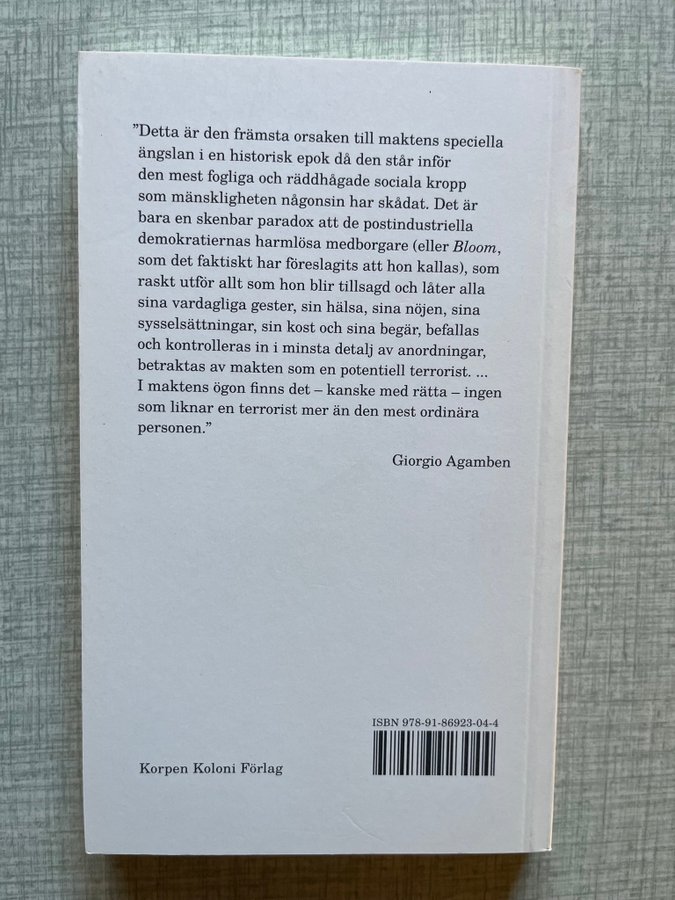 ”Detta är den främsta orsaken till maktens speciella
ängslan i en historisk epok då den står inför
den mest fogliga och räddhågade sociala kropp
som mänskligheten någonsin har skådat. Det är
bara en skenbar paradox att de postindustriella
demokratiernas harmlösa medborgare (eller Bloom,
som det faktiskt har föreslagits att hon kallas), som
raskt utför allt som hon blir tillsagd och låter alla
sina vardagliga gester, sin hälsa, sina nöjen, sina
sysselsättningar, sin kost och sina begär, befallas
och kontrolleras in i minsta detalj av anordningar,
betraktas av makten som en potentiell terrorist. ...
I maktens ögon finns det – kanske med rätta – ingen
som liknar en terrorist mer än den mest ordinära
personen.”
Giorgio Agamben
ISBN 978-91-86923-04-4
Korpen Koloni Förlag